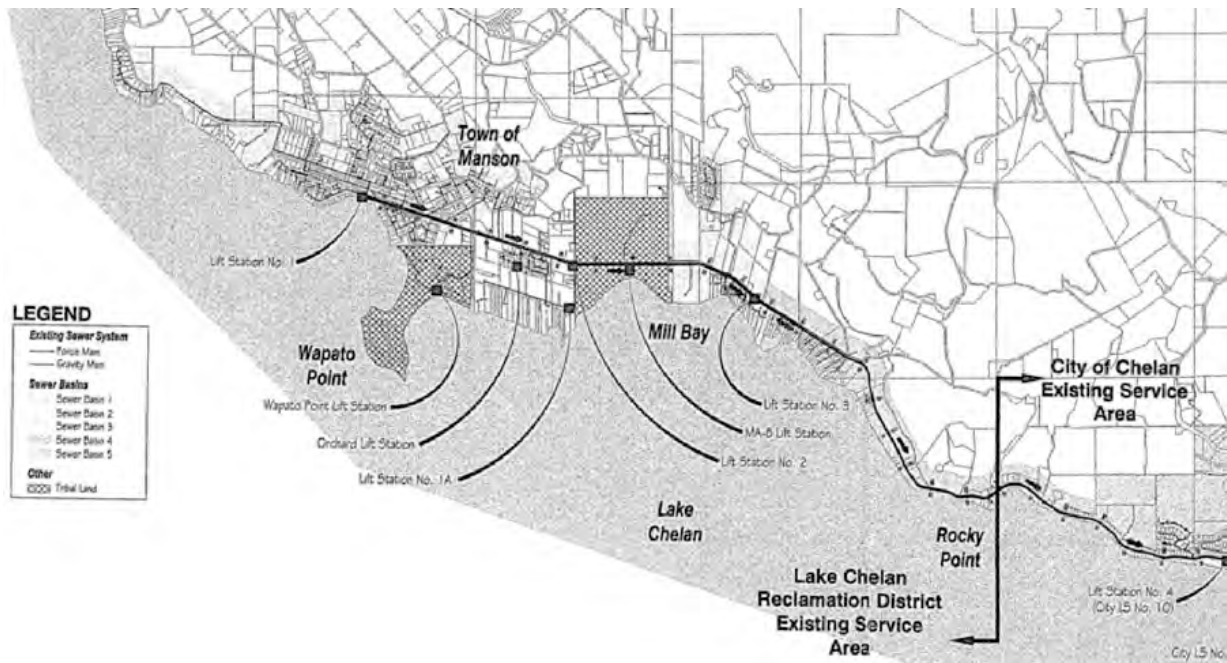 Town of
Manson
Lift Station No. 1
LEGEND
Existing Sewer System
Force Main
Gravity Main
Sewer Basins
Sewer Basin 1
Sewer Basin 2
Sewer Basin 3
Sewer Basin 4
Sewer Basin 5
Other
Tribal Land
Wapato
Point
Mill Bay
City of Chelan
Existing Service
Area
Wapato Point Lift Station
Lift Station No. 3
Orchard Lift Station
MA-8 Lift Station
Lift Station No. 1A
Lift Station No. 2
Lake
Chelan
Rocky
Point
Lake Chelan
Reclamation District
Existing Service
Area
Lift Station No. 4
(City LS No. 10)
City LS No.